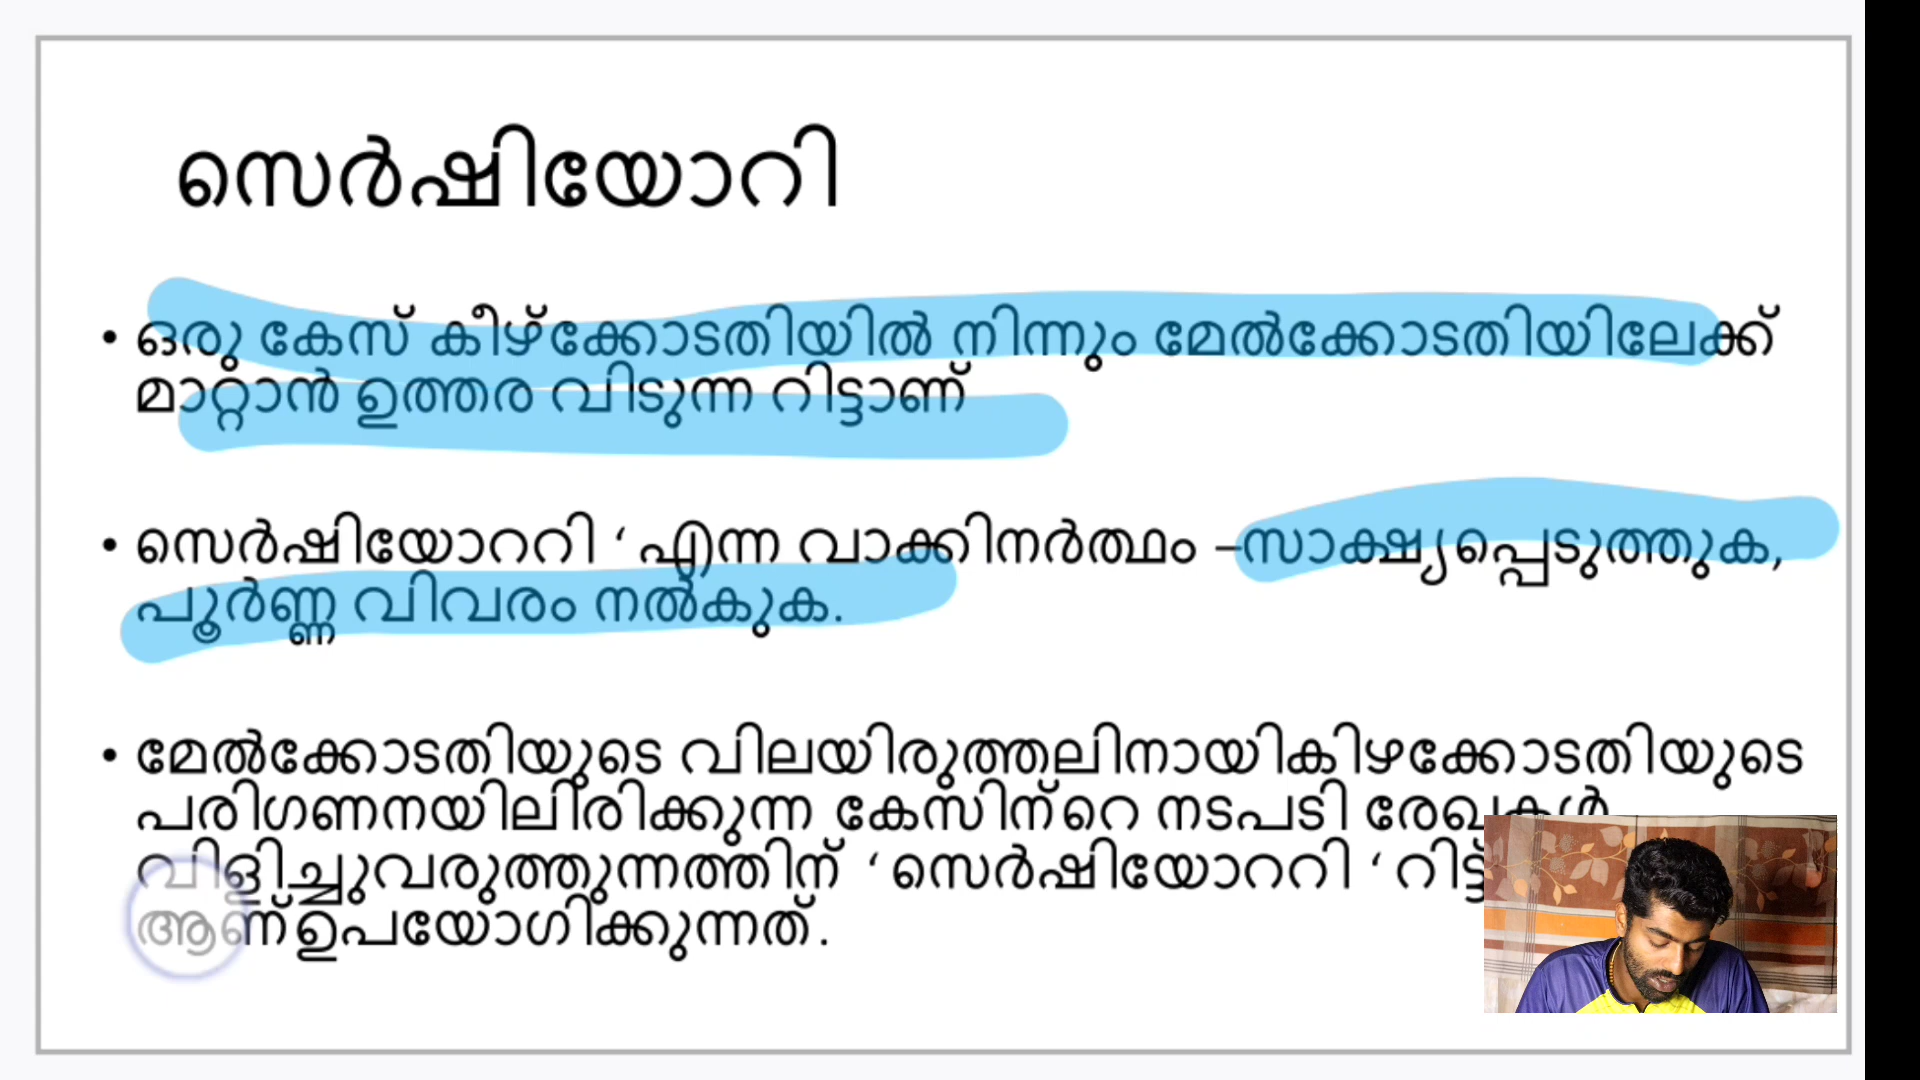 സെർഷിയോറി
• ഒരു കേസ് കീഴ്ക്കോടതിയിൽ നിന്നും മേൽക്കോടതിയിലേക്ക്
മാറ്റാൻ ഉത്തര വിടുന്ന റിട്ടാണ്
• സെർഷിയോററി ‘ എന്ന വാക്കിനർത്ഥം –സാക്ഷ്യപ്പെടുത്തുക,
പൂർണ്ണ വിവരം നൽകുക.
• മേൽക്കോടതിയുടെ വിലയിരുത്തലിനായികിഴക്കോടതിയുടെ
പരിഗണനയിലിരിക്കുന്ന കേസിന്റെ നടപടി രേഖകൾ
വിളിച്ചുവരുത്തുന്നത്തിന് ‘സെർഷിയോററി ‘റിട്ട്
ആണ്ഉപയോഗിക്കുന്നത്.